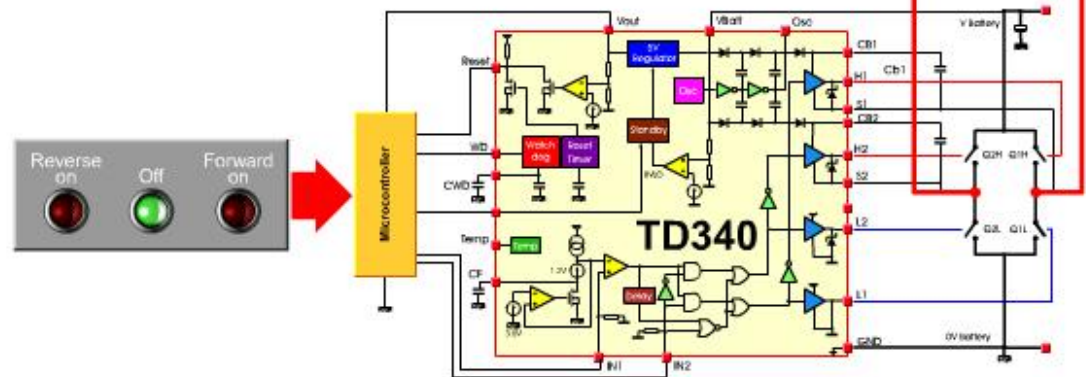 Reverse on
Off
Forward on
Microcontroller
Vout
VBatt
Osc
V battery
Reset
5V Regulator
CB1
Cb1
H1
S1
CB2
Osc
Standby
WD
Watch dog
Reset Timer
UVLO
H2
S2
Q2H
Q1H
CWD
L2
Q2L
Q1L
TD340
Temp
Temp
1.2V
CF
Delay
L1
GND
0V battery
IN1
IN2